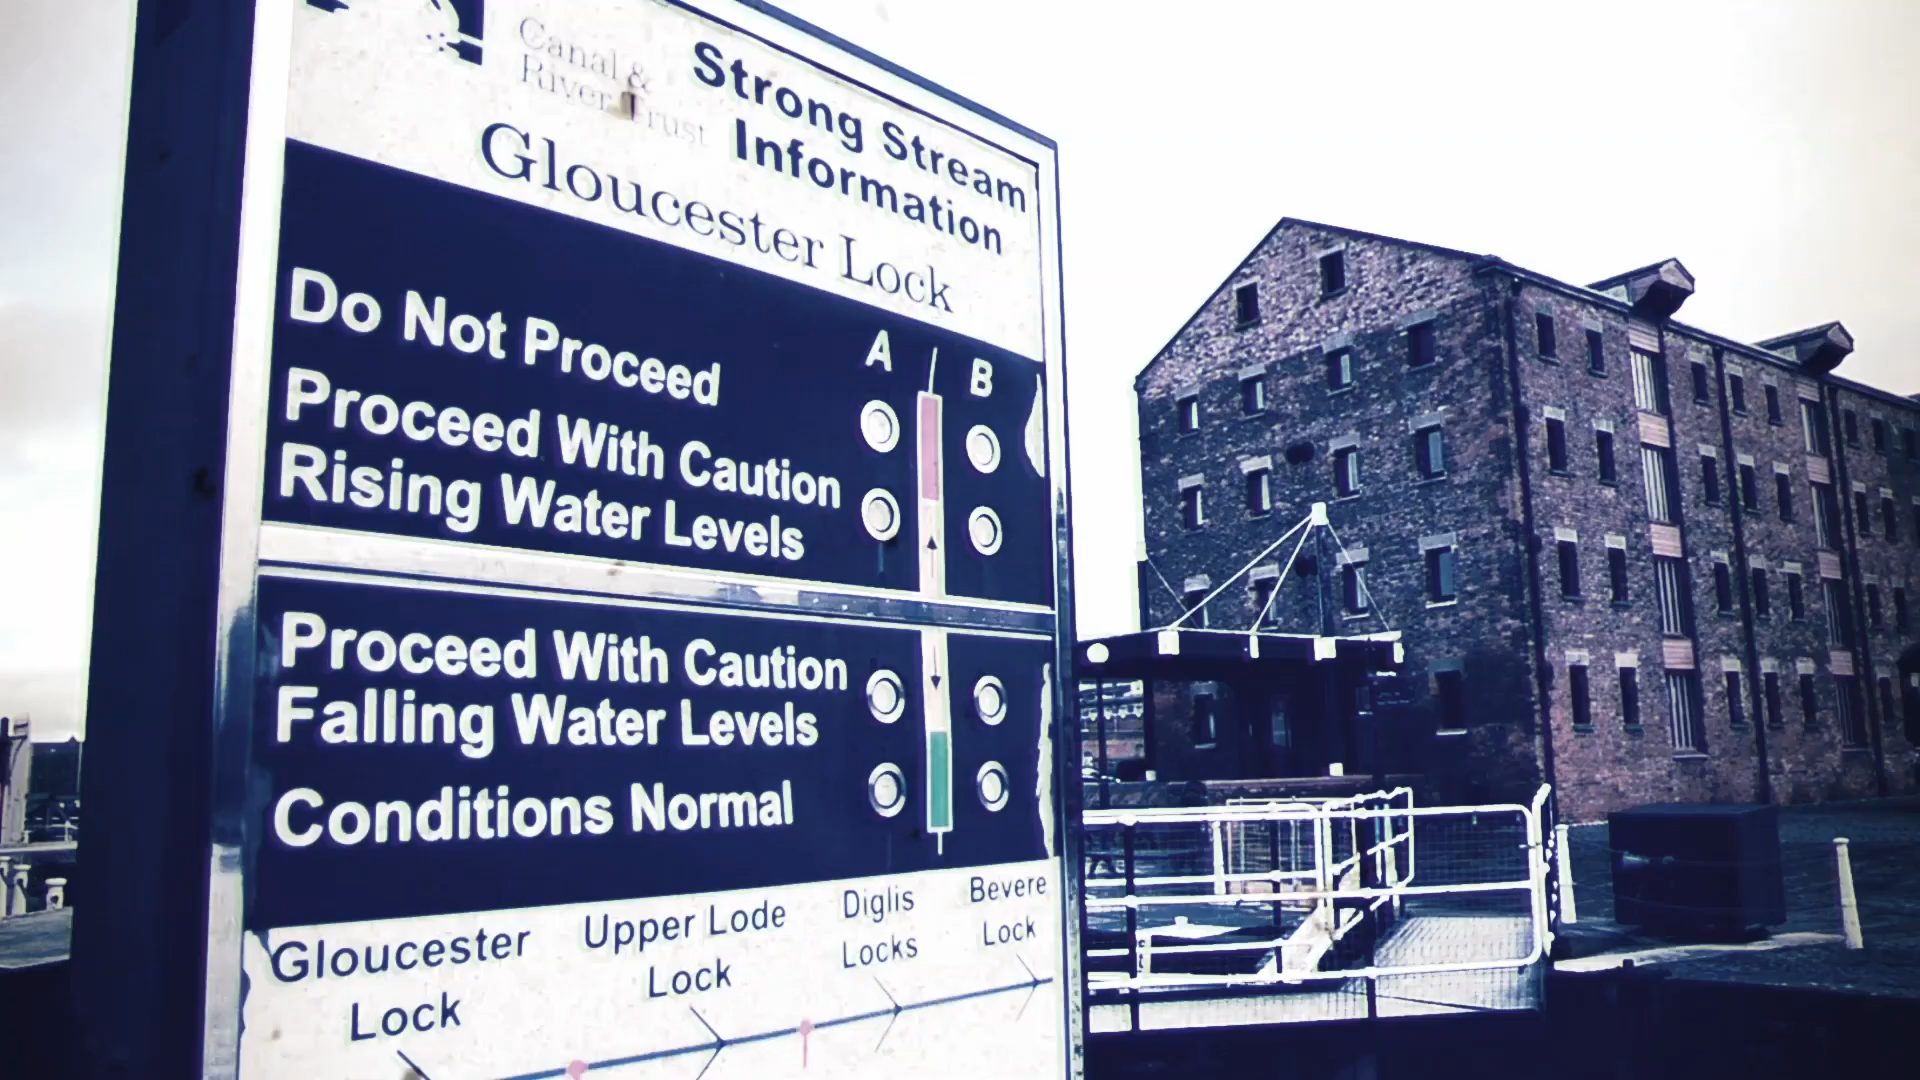 Canal &
River Trust
Strong Stream
Information
Gloucester Lock
A B
Do Not Proceed
Proceed With Caution
Rising Water Levels
Proceed With Caution
Falling Water Levels
Conditions Normal
Gloucester
Lock
Upper Lode
Lock
Diglis
Locks
Bevere
Lock